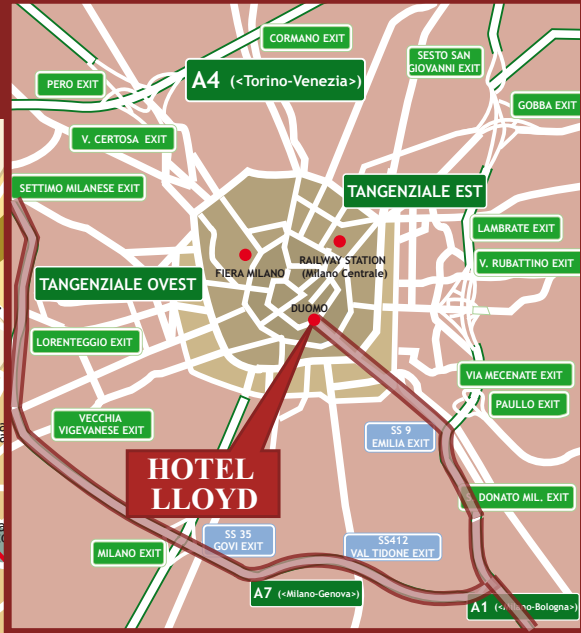 CORMANO EXIT
SESTO SAN
GIOVANNI EXIT
PERO EXIT
A4 (<Torino-Venezia>)
GOBBA EXIT
V. CERTOSA EXIT
SETTIMO MILANESE EXIT
TANGENZIALE EST
LAMBRATE EXIT
RAILWAY STATION
(Milano Centrale)
FIERA MILANO
V. RUBATTINO EXIT
TANGENZIALE OVEST
DUOMO
LORENTEGGIO EXIT
VIA MECENATE EXIT
PAULLO EXIT
VECCHIA
VIGEVANESE EXIT
SS 9
EMILIA EXIT
HOTEL
LLOYD
DONATO MIL. EXIT
SS 35
GOVI EXIT
SS412
VAL TIDONE EXIT
MILANO EXIT
A7 (<Milano-Genova>)
A1 (<Milano-Bologna>)